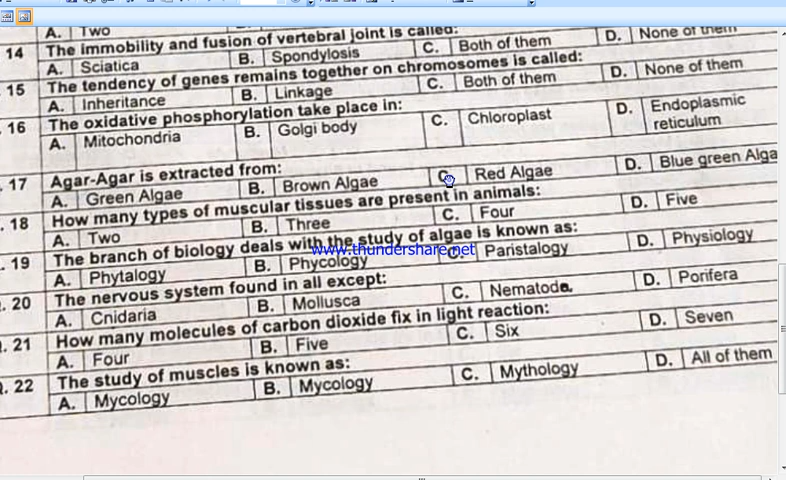 A. Two
14 The immobility and fusion of vertebral joint is called:
A. Sciatica B. Spondylosis C. Both of them D. None of them
15 The tendency of genes remains together on chromosomes is called:
A. Inheritance B. Linkage C. Both of them D. None of them
16 The oxidative phosphorylation take place in:
A. Mitochondria B. Golgi body C. Chloroplast D. Endoplasmic
reticulum
17 Agar-Agar is extracted from:
A. Green Algae B. Brown Algae C. Red Algae D. Blue green Alga
18 How many types of muscular tissues are present in animals:
A. Two B. Three C. Four D. Five
19 The branch of biology deals with the study of algae is known as:
www.thundershare.net
A. Phytalogy B. Phycology C. Paristalogy D. Physiology
20 The nervous system found in all except:
A. Cnidaria B. Mollusca C. Nematoda D. Porifera
21 How many molecules of carbon dioxide fix in light reaction:
A. Four B. Five C. Six D. Seven
22 The study of muscles is known as:
A. Mycology B. Mycology C. Mythology D. All of them